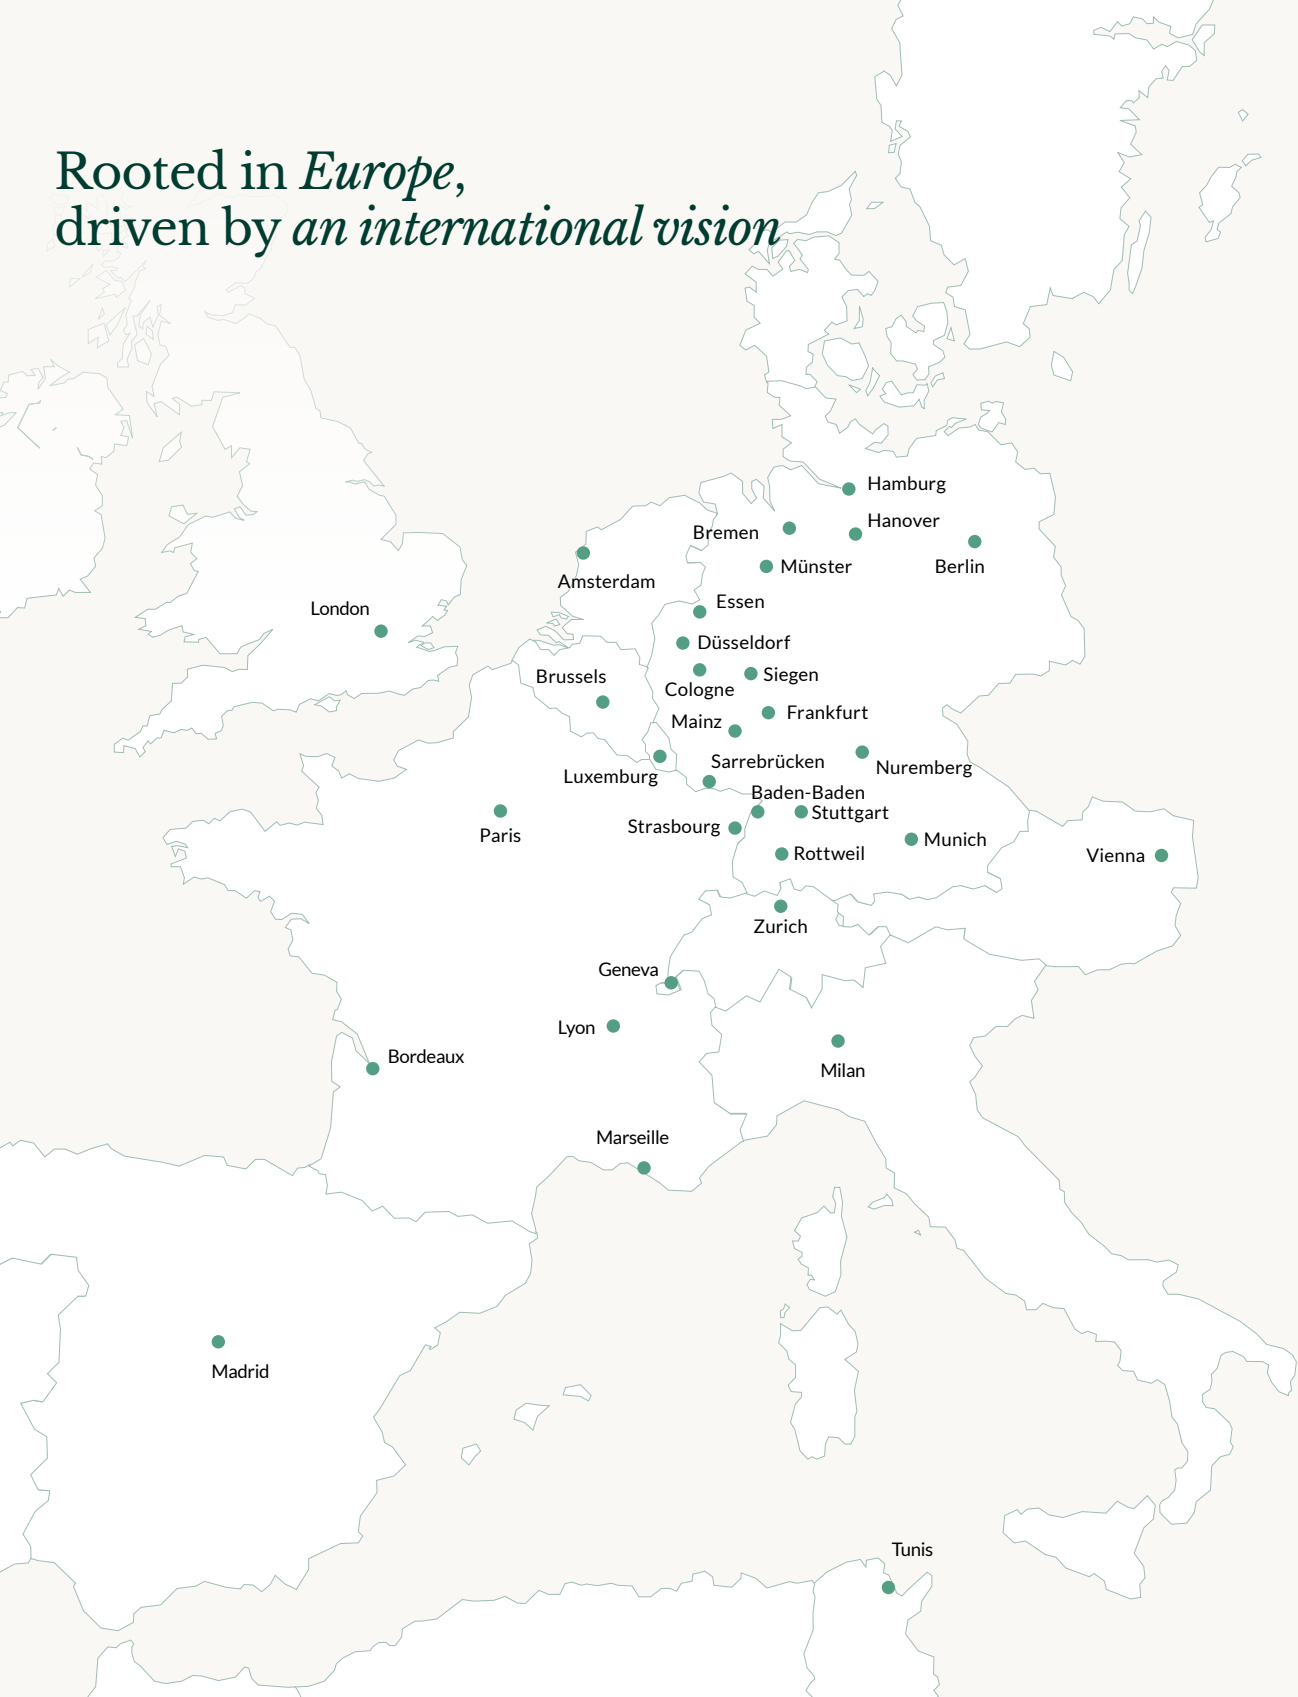 Rooted in Europe,
driven by an international vision
Hamburg
Hanover
Bremen
Berlin
Münster
Amsterdam
Essen
London
Düsseldorf
Brussels
Siegen
Cologne
Frankfurt
Mainz
Sarrebrücken
Nuremberg
Luxemburg
Baden-Baden
Stuttgart
Strasbourg
Paris
Munich
Rottweil
Vienna
Zurich
Geneva
Lyon
Bordeaux
Milan
Marseille
Madrid
Tunis